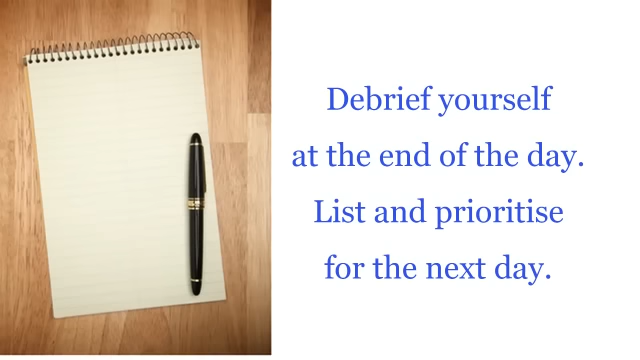 Debrief yourself
at the end of the day.
List and prioritise
for the next day.